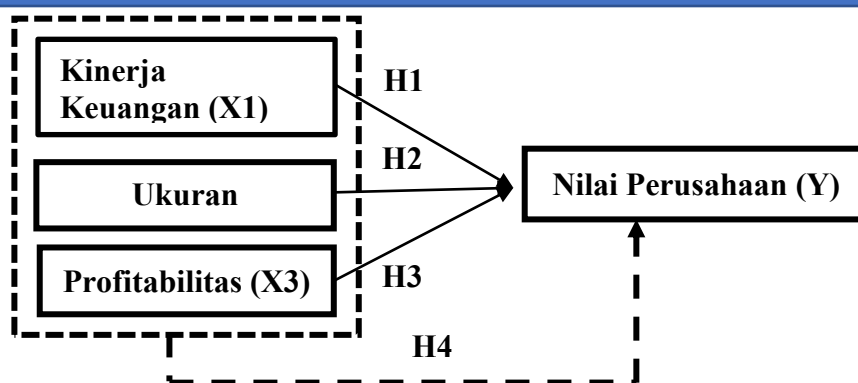 Kinerja
Keuangan (X1)
H1
H2
Ukuran
Nilai Perusahaan (Y)
Profitabilitas (X3)
H3
H4